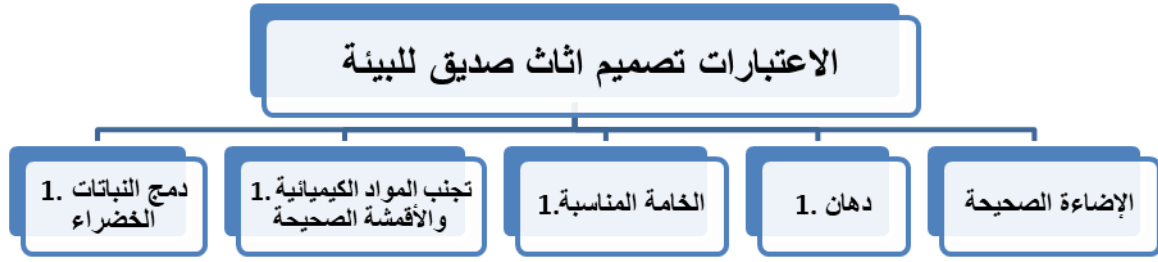 الاعتبارات تصميم اثاث صديق للبيئة
الإضاءة الصحيحة
1. دهان
1.الخامة المناسبة
1. تجنب المواد الكيميائية
والأقمشة الصحيحة
1. دمج النباتات
الخضراء